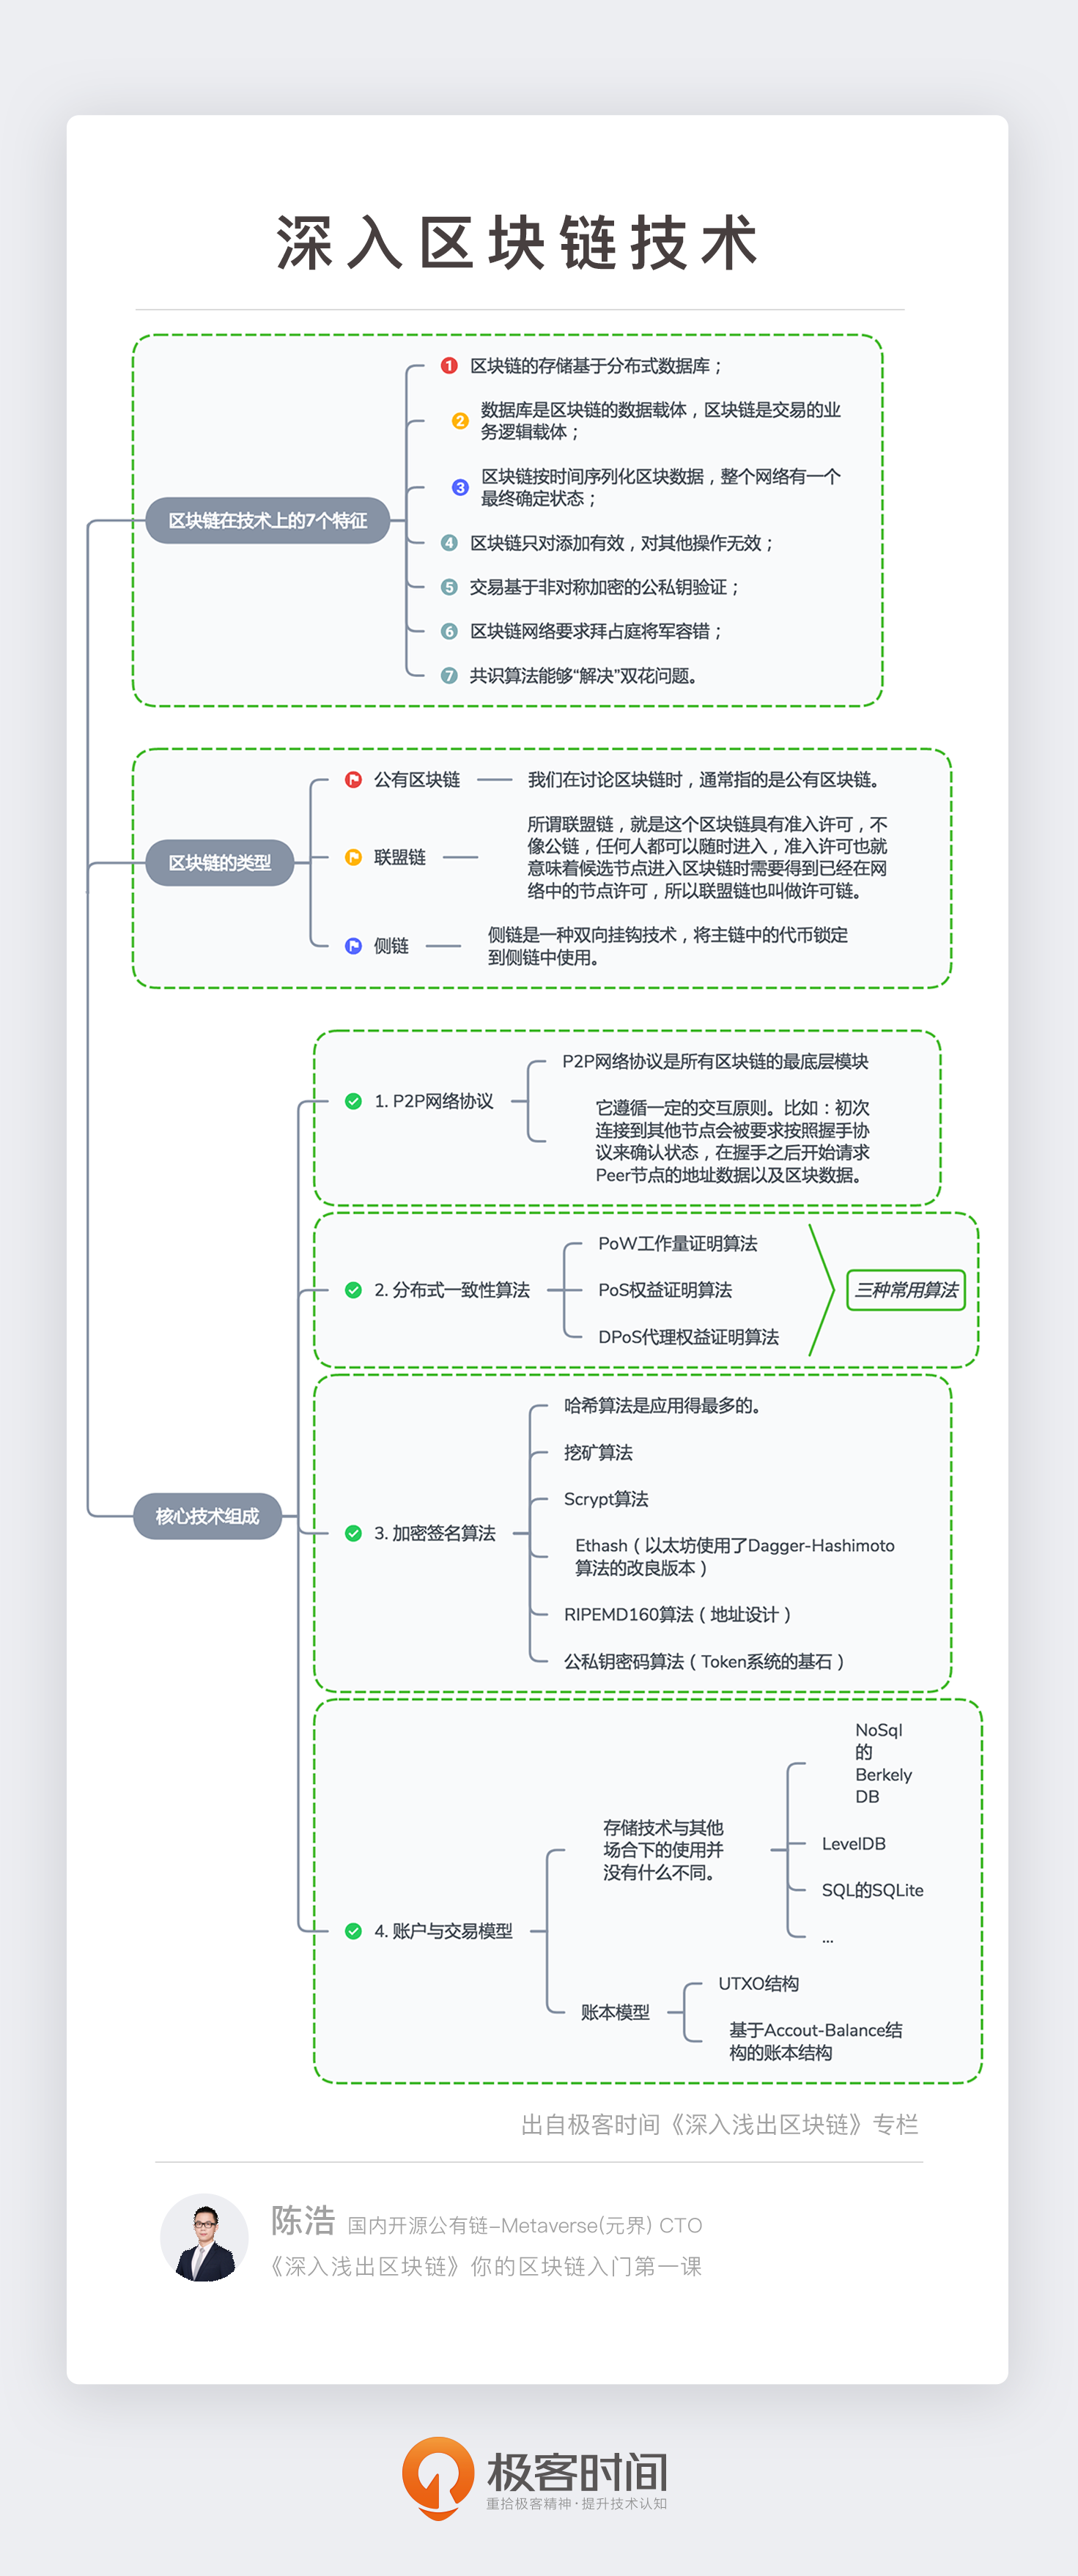 深入区块链技术
区块链在技术上的7个特征
1 区块链的存储基于分布式数据库；
2 数据库是区块链的数据载体，区块链是交易的业
务逻辑载体；
3 区块链按时间序列化区块数据，整个网络有一个
最终确定状态；
4 区块链只对添加有效，对其他操作无效；
5 交易基于非对称加密的公私钥验证；
6 区块链网络要求拜占庭将军容错；
7 共识算法能够“解决”双花问题。
区块链的类型
公有区块链
我们在讨论区块链时，通常指的是公有区块链。
联盟链
所谓联盟链，就是这个区块链具有准入许可，不
像公链，任何人都可以随时进入，准入许可也就
意味着候选节点进入区块链时需要得到已经在网
络中的节点许可，所以联盟链也叫做许可链。
侧链
侧链是一种双向挂钩技术，将主链中的代币锁定
到侧链中使用。
核心技术组成
1. P2P网络协议
P2P网络协议是所有区块链的最底层模块
它遵循一定的交互原则。比如：初次
连接到其他节点会被要求按照握手协
议来确认状态，在握手之后开始请求
Peer节点的地址数据以及区块数据。
2. 分布式一致性算法
PoW工作量证明算法
PoS权益证明算法
DPoS代理权益证明算法
三种常用算法
3. 加密签名算法
哈希算法是应用得最多的。
挖矿算法
Scrypt算法
Ethash（以太坊使用了Dagger-Hashimoto
算法的改良版本）
RIPEMD160算法（地址设计）
公私钥密码算法（Token系统的基石）
4. 账户与交易模型
存储技术与其他
场合下的使用并
没有什么不同。
NoSql
的
Berkely
DB
LevelDB
SQL的SQLite
...
账本模型
UTXO结构
基于Accout-Balance结
构的账本结构
出自极客时间《深入浅出区块链》专栏
陈浩 国内开源公有链-Metaverse(元界) CTO
《深入浅出区块链》你的区块链入门第一课
极客时间
重拾极客精神·提升技术认知